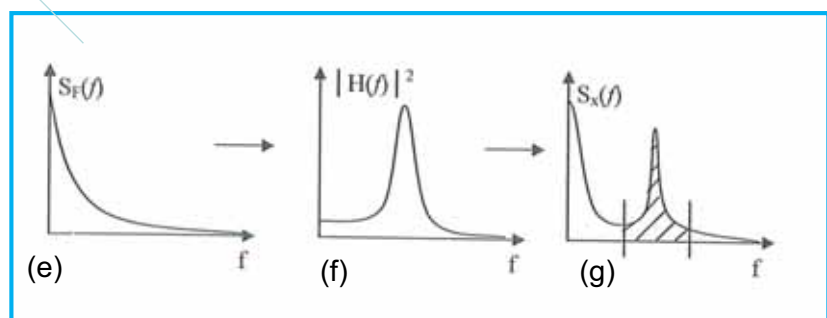 S_F(f)
f
(e)
|H(f)|²
f
(f)
S_x(f)
f
(g)